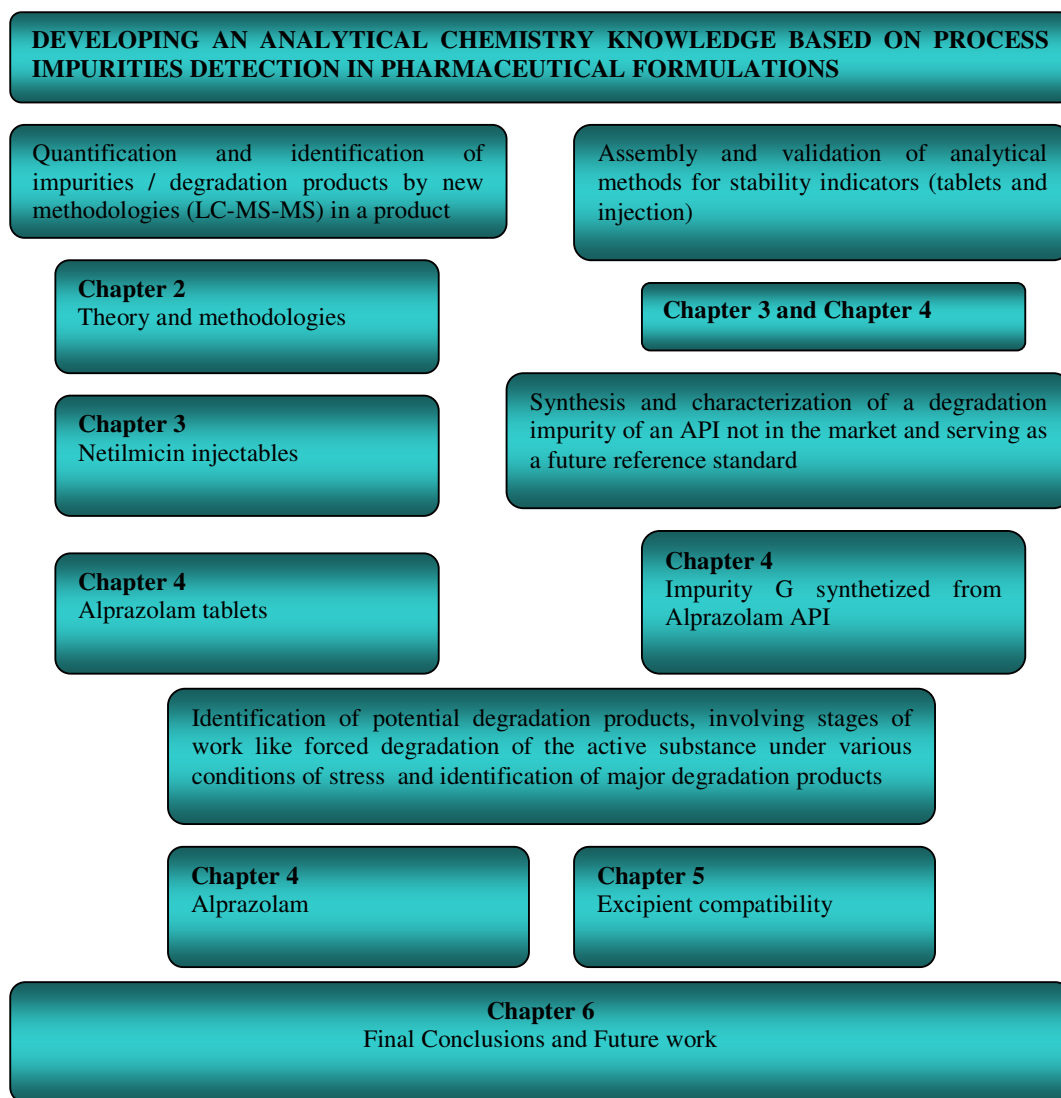 DEVELOPING AN ANALYTICAL CHEMISTRY KNOWLEDGE BASED ON PROCESS
IMPURITIES DETECTION IN PHARMACEUTICAL FORMULATIONS
Quantification and identification of
impurities / degradation products by new
methodologies (LC-MS-MS) in a product
Assembly and validation of analytical
methods for stability indicators (tablets and
injection)
Chapter 2
Theory and methodologies
Chapter 3 and Chapter 4
Chapter 3
Netilmicin injectables
Synthesis and characterization of a degradation
impurity of an API not in the market and serving as
a future reference standard
Chapter 4
Alprazolam tablets
Chapter 4
Impurity G synthetized from
Alprazolam API
Identification of potential degradation products, involving stages of
work like forced degradation of the active substance under various
conditions of stress and identification of major degradation products
Chapter 4
Alprazolam
Chapter 5
Excipient compatibility
Chapter 6
Final Conclusions and Future work